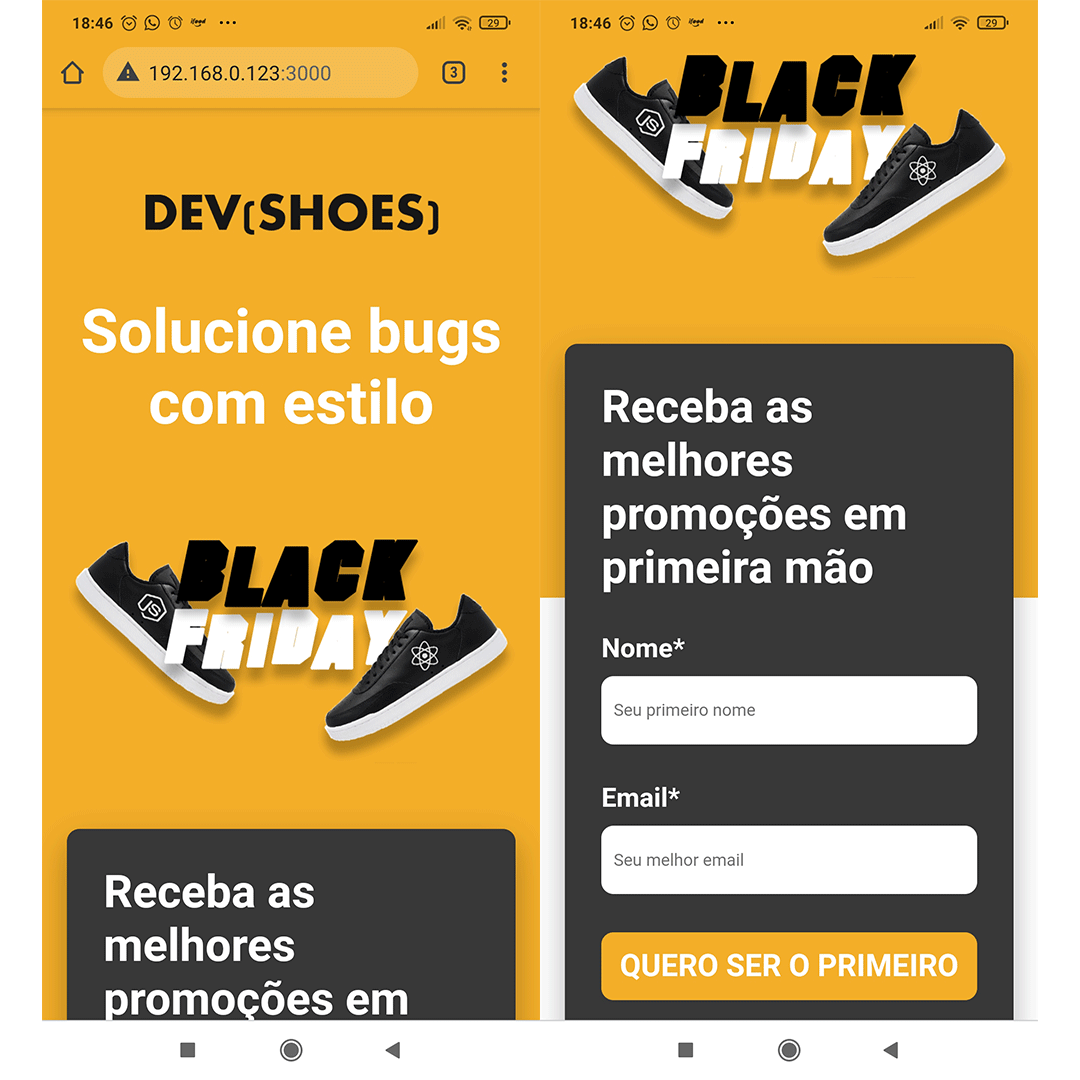 18:46
ifood
29
192.168.0.123:3000
3
DEV(SHOES)
Solucione bugs
com estilo
BLACK
FRIDAY
JS
Receba as
melhores
promoções em
18:46
ifood
29
BLACK
FRIDAY
JS
Receba as
melhores
promoções em
primeira mão
Nome*
Seu primeiro nome
Email*
Seu melhor email
QUERO SER O PRIMEIRO